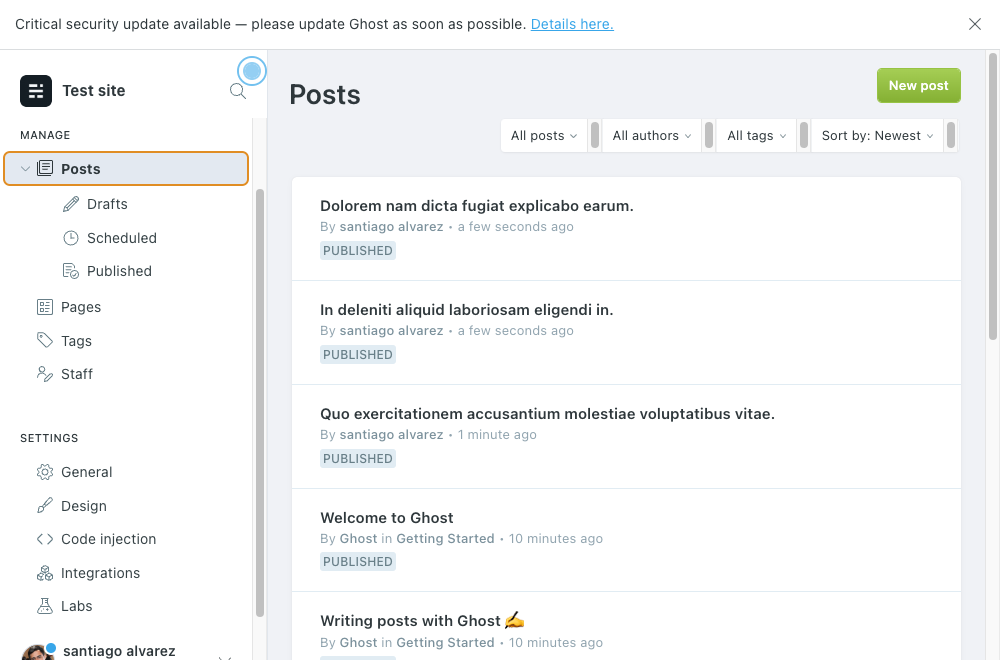 Critical security update available — please update Ghost as soon as possible. Details here.
Test site
MANAGE
Posts
Drafts
Scheduled
Published
Pages
Tags
Staff
SETTINGS
General
Design
Code injection
Integrations
Labs
santiago alvarez
Posts
New post
All posts
All authors
All tags
Sort by: Newest
Dolorem nam dicta fugiat explicabo earum.
By santiago alvarez • a few seconds ago
PUBLISHED
In deleniti aliquid laboriosam eligendi in.
By santiago alvarez • a few seconds ago
PUBLISHED
Quo exercitationem accusantium molestiae voluptatibus vitae.
By santiago alvarez • 1 minute ago
PUBLISHED
Welcome to Ghost
By Ghost in Getting Started • 10 minutes ago
PUBLISHED
Writing posts with Ghost ✍️
By Ghost in Getting Started • 10 minutes ago